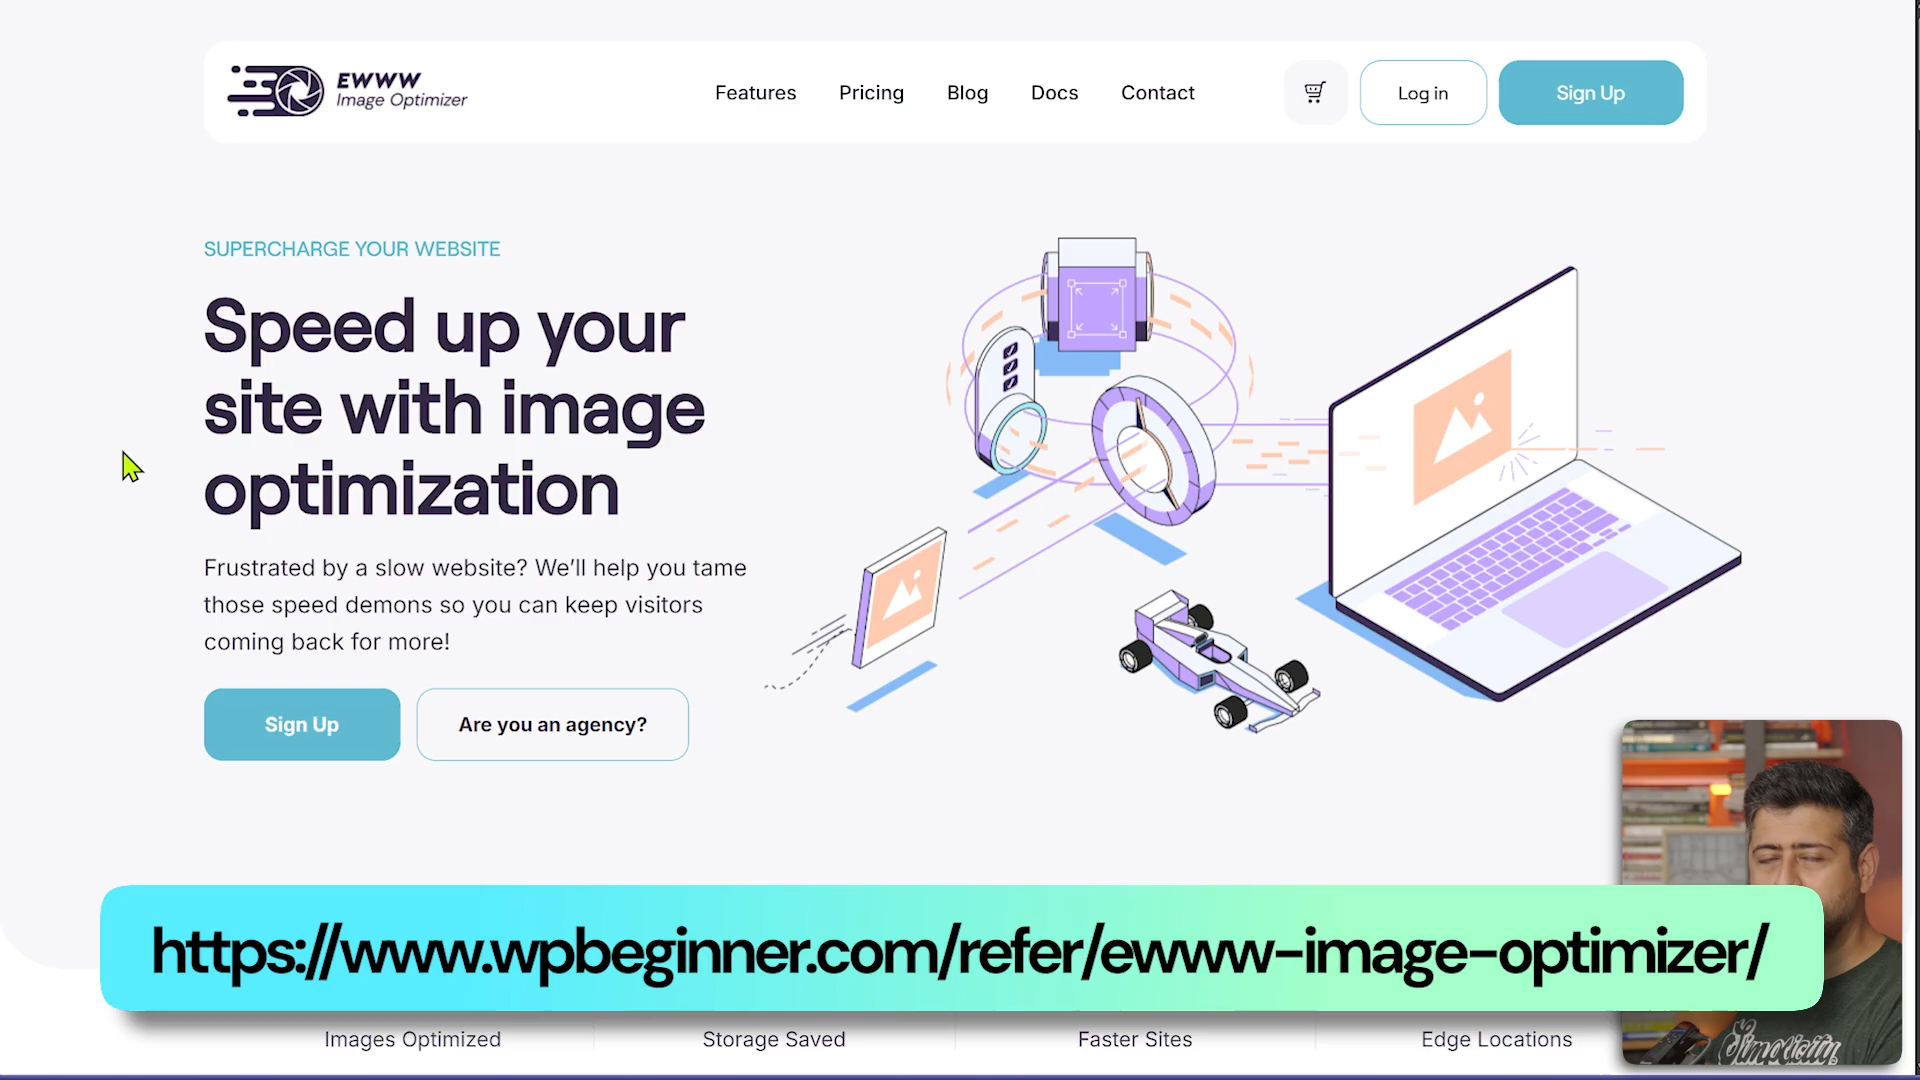 EWWW
Image Optimizer
Features
Pricing
Blog
Docs
Contact
Log in
Sign Up
SUPERCHARGE YOUR WEBSITE
Speed up your
site with image
optimization
Frustrated by a slow website? We'll help you tame
those speed demons so you can keep visitors
coming back for more!
Sign Up
Are you an agency?
https://www.wpbeginner.com/refer/ewww-image-optimizer/
Images Optimized
Storage Saved
Faster Sites
Edge Locations